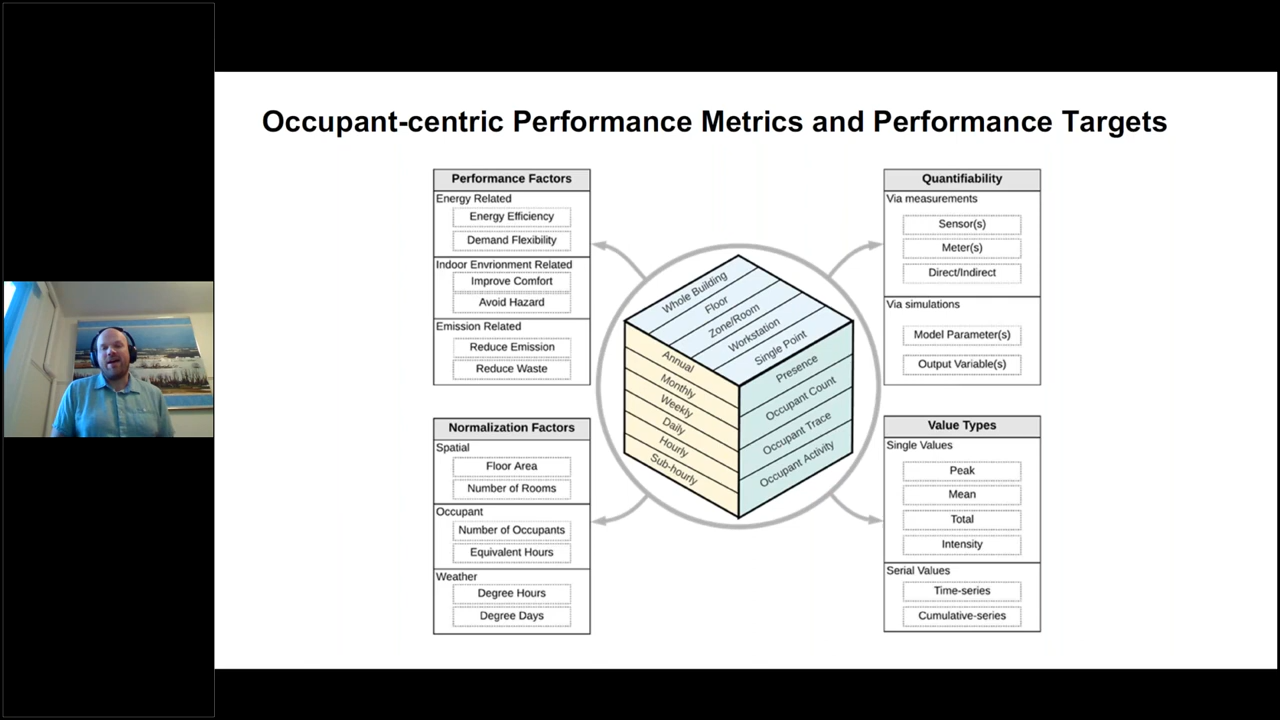 Occupant-centric Performance Metrics and Performance Targets
Performance Factors
Energy Related
Energy Efficiency
Demand Flexibility
Indoor Envrionment Related
Improve Comfort
Avoid Hazard
Emission Related
Reduce Emission
Reduce Waste
Normalization Factors
Spatial
Floor Area
Number of Rooms
Occupant
Number of Occupants
Equivalent Hours
Weather
Degree Hours
Degree Days
Whole Building
Floor
Zone/Room
Workstation
Single Point
Annual
Monthly
Weekly
Daily
Hourly
Sub-hourly
Presence
Occupant Count
Occupant Trace
Occupant Activity
Quantifiability
Via measurements
Sensor(s)
Meter(s)
Direct/Indirect
Via simulations
Model Parameter(s)
Output Variable(s)
Value Types
Single Values
Peak
Mean
Total
Intensity
Serial Values
Time-series
Cumulative-series